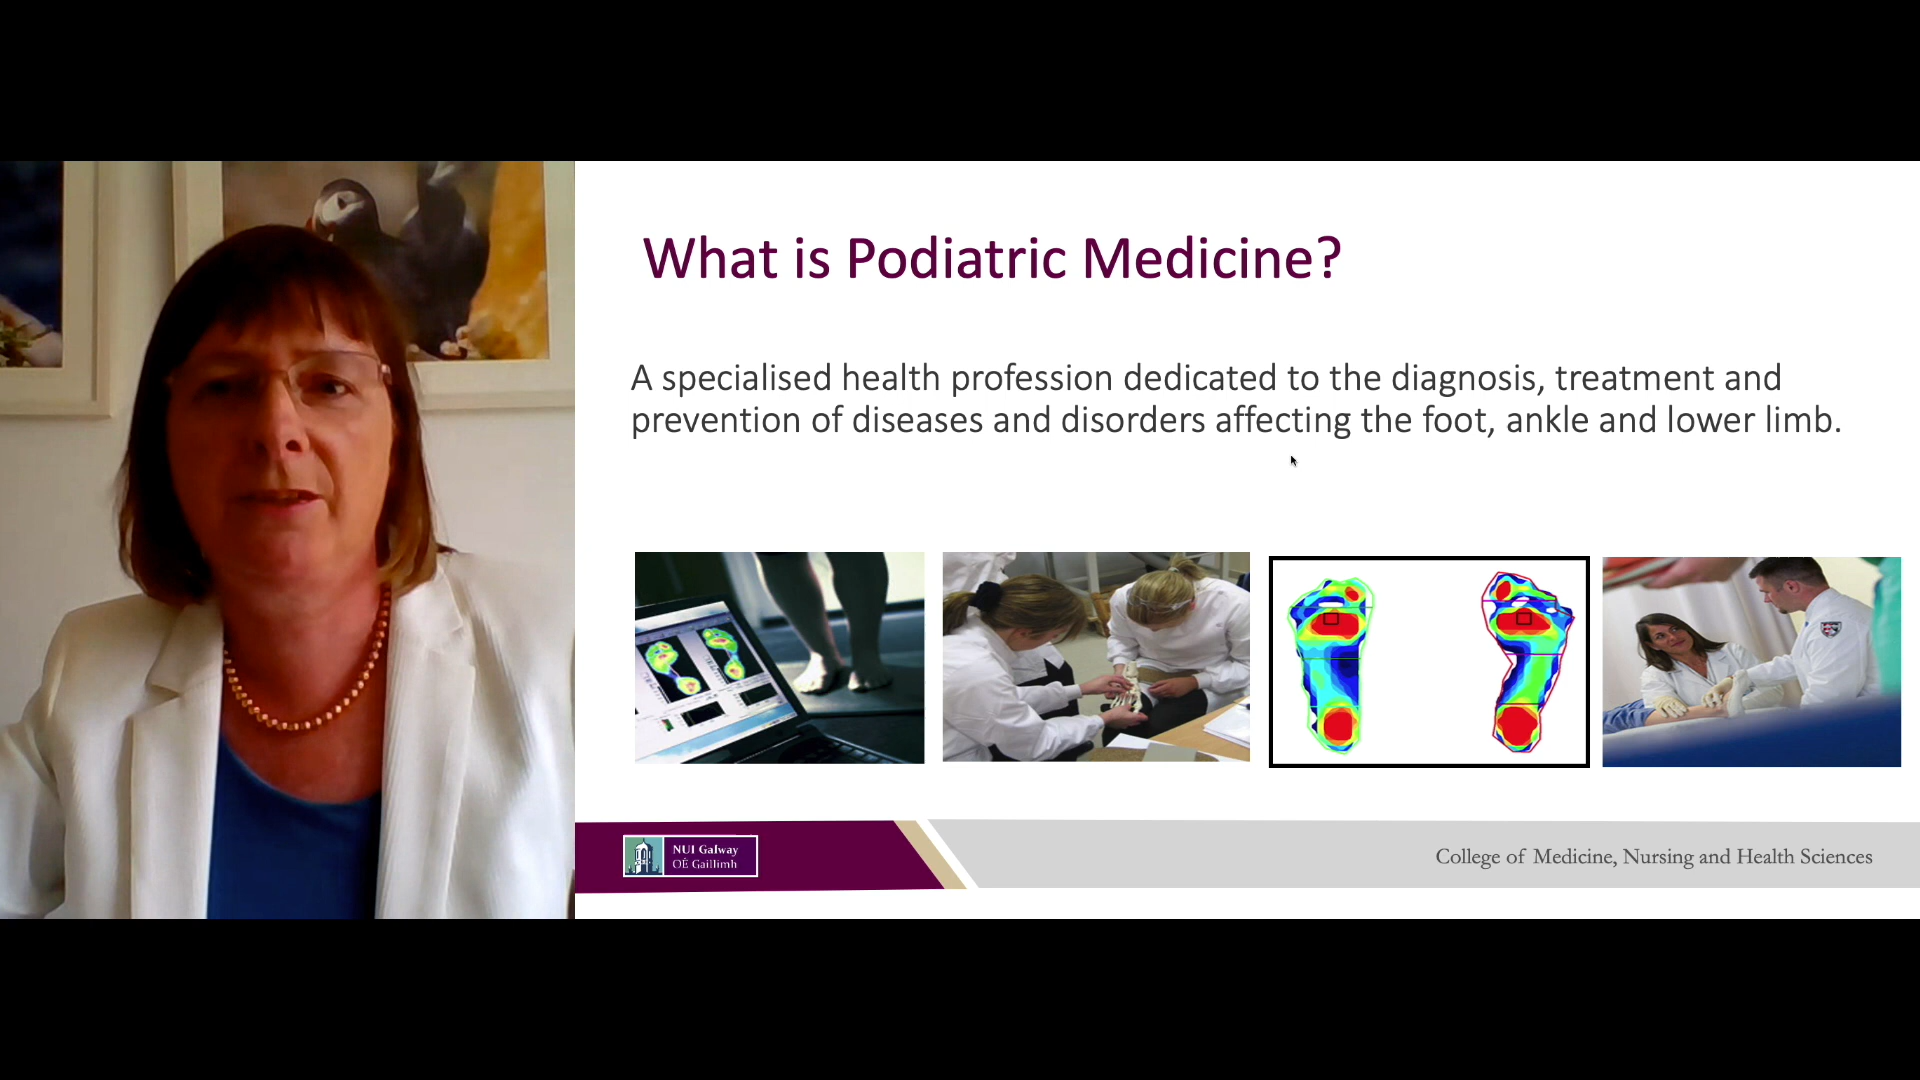 What is Podiatric Medicine?
A specialised health profession dedicated to the diagnosis, treatment and
prevention of diseases and disorders affecting the foot, ankle and lower limb.
NUI Galway
OÉ Gaillimh
College of Medicine, Nursing and Health Sciences